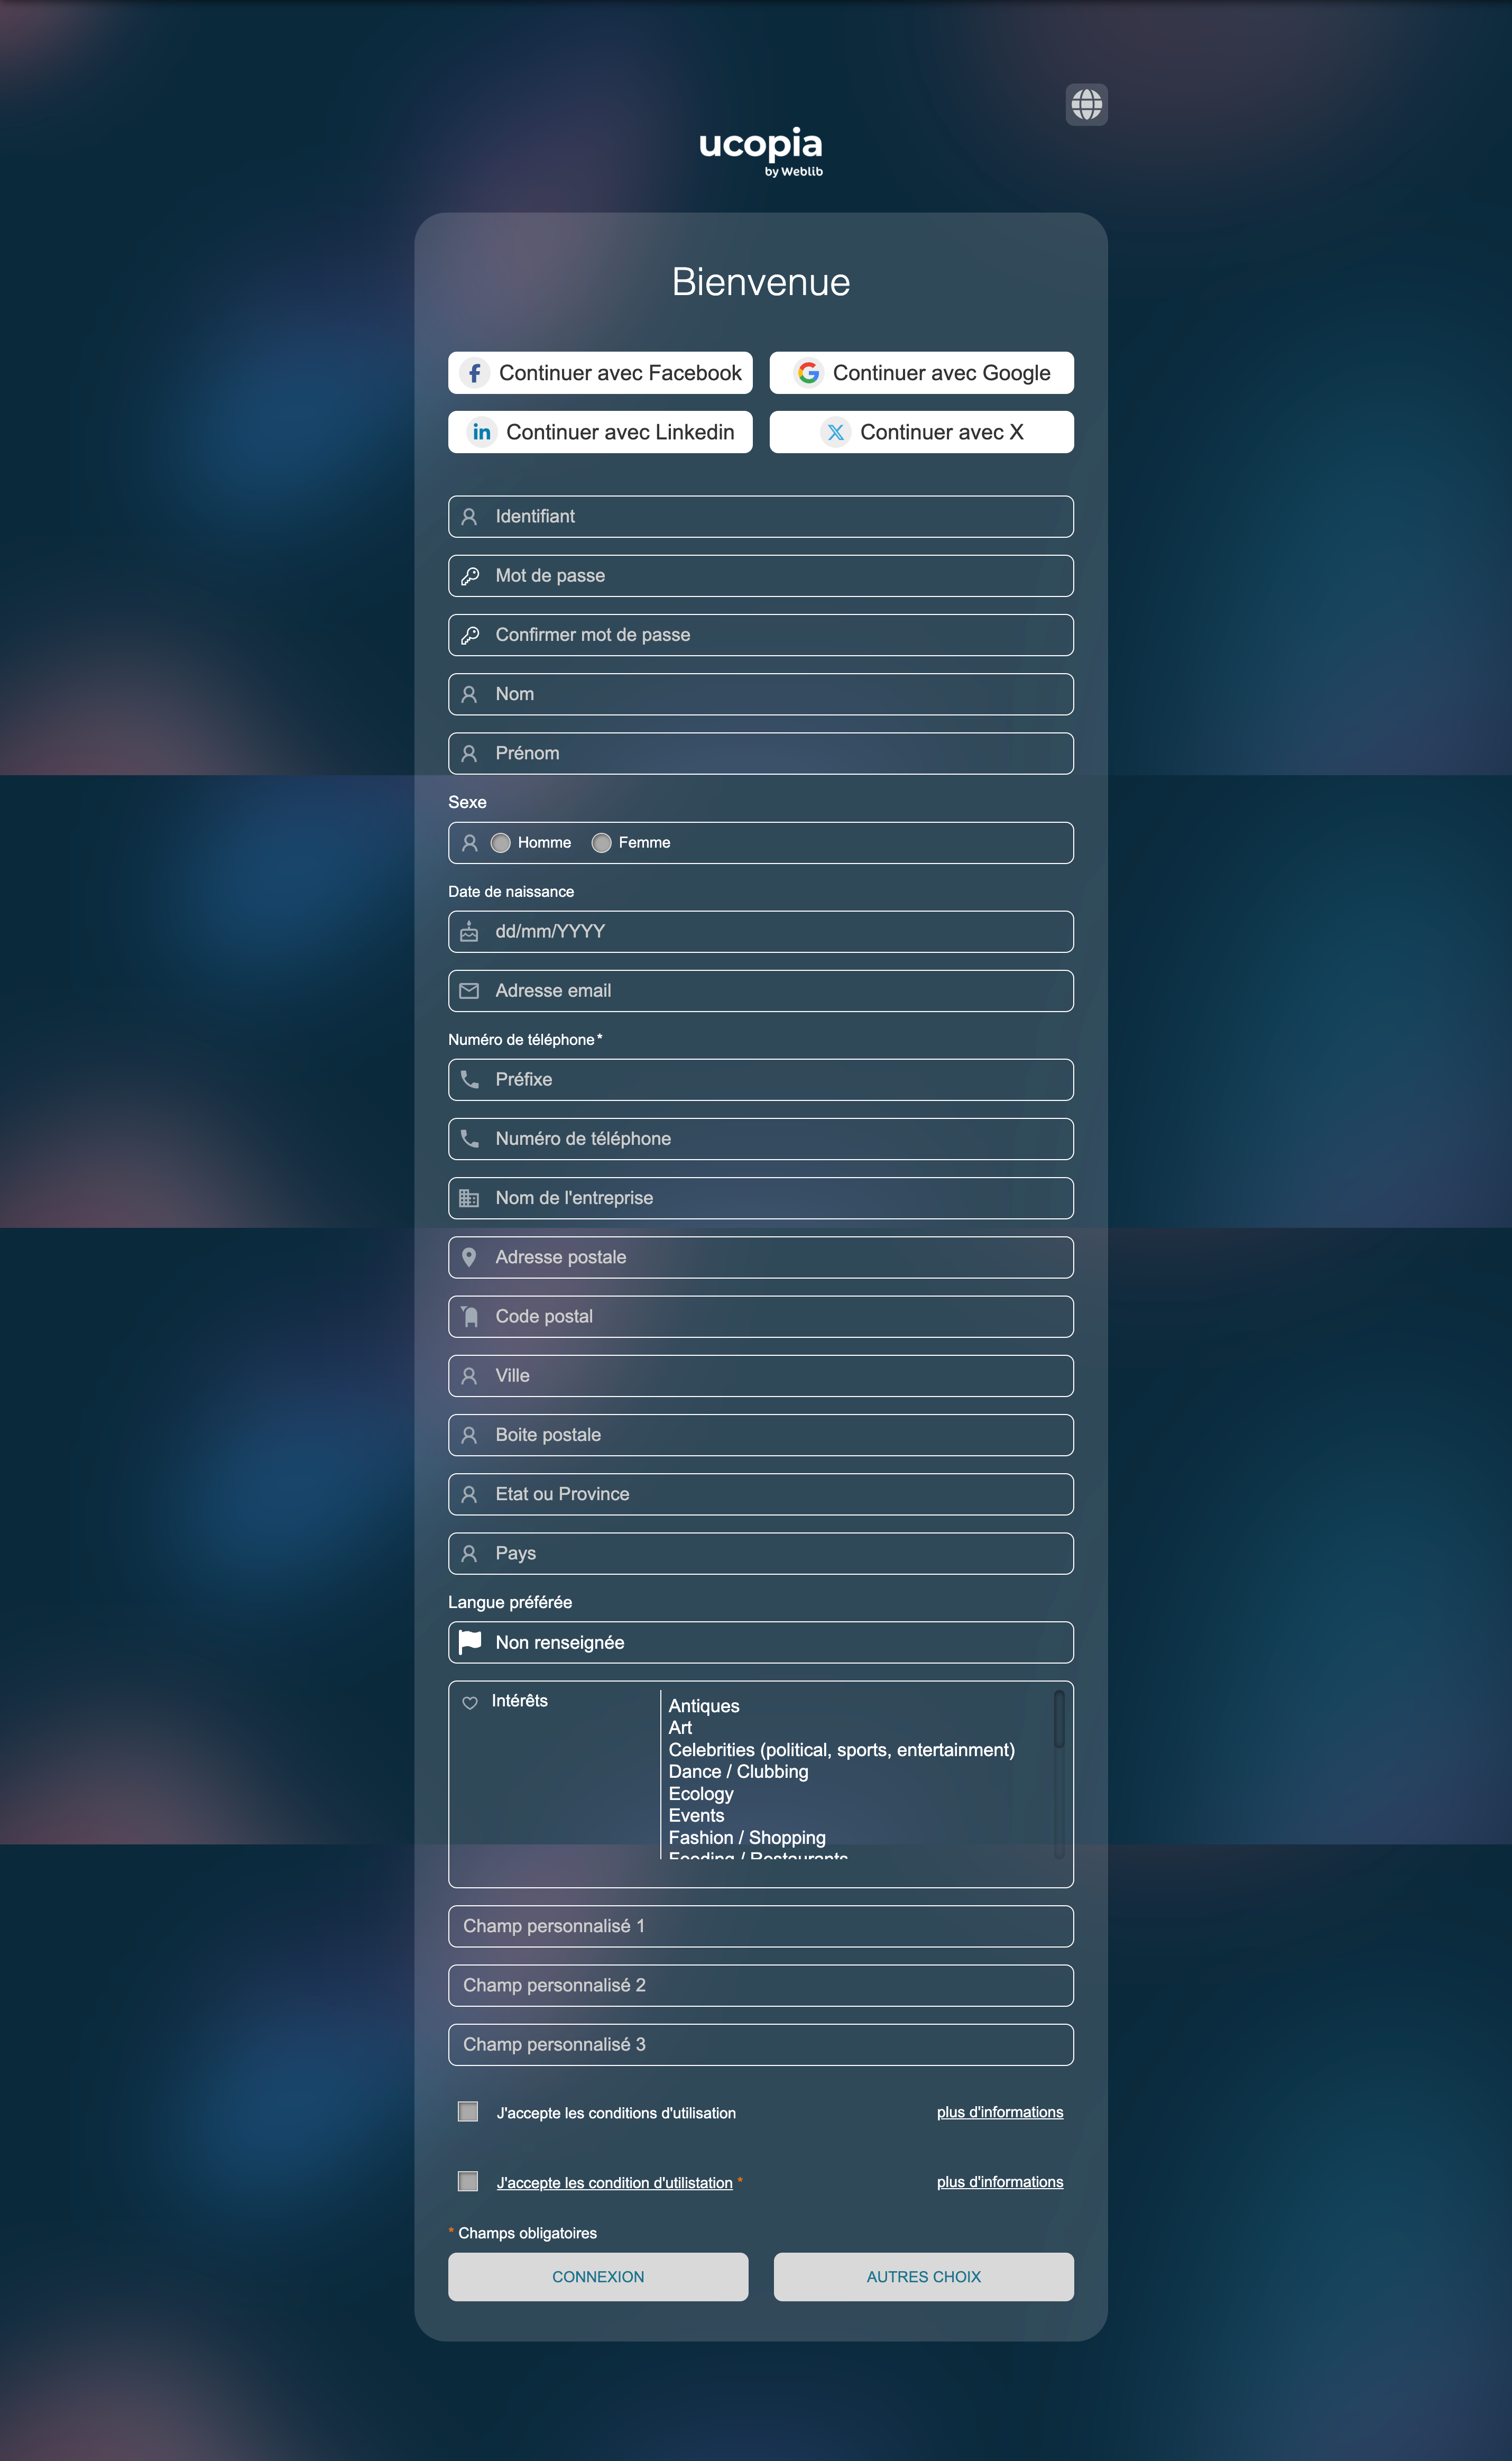 ucopia
by Weblib
Bienvenue
Continuer avec Facebook
Continuer avec Google
Continuer avec Linkedin
Continuer avec X
Identifiant
Mot de passe
Confirmer mot de passe
Nom
Prénom
Sexe
Homme Femme
Date de naissance
dd/mm/YYYY
Adresse email
Numéro de téléphone*
Préfixe
Numéro de téléphone
Nom de l'entreprise
Adresse postale
Code postal
Ville
Boite postale
Etat ou Province
Pays
Langue préférée
Non renseignée
Intérêts
Antiques
Art
Celebrities (political, sports, entertainment)
Dance / Clubbing
Ecology
Events
Fashion / Shopping
Fooding / Restaurants
Champ personnalisé 1
Champ personnalisé 2
Champ personnalisé 3
J'accepte les conditions d'utilisation plus d'informations
J'accepte les condition d'utilistation * plus d'informations
* Champs obligatoires
CONNEXION
AUTRES CHOIX